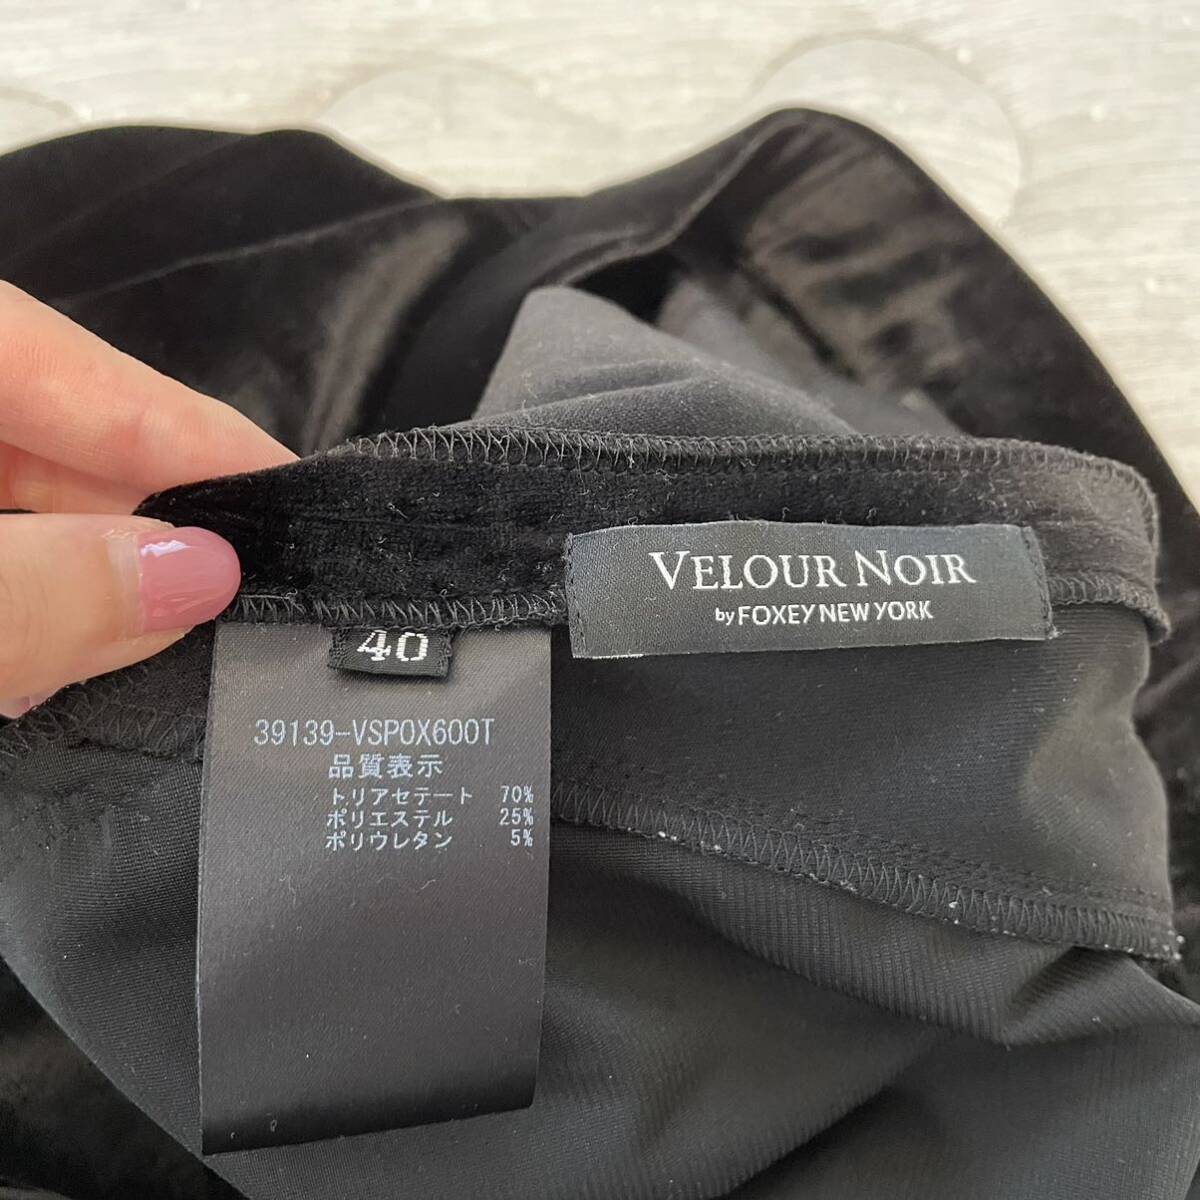 VELOUR NOIR
by FOXEY NEW YORK
40
39139-VSPOX600T
品質表示
トリアセテート 70%
ポリエステル 25%
ポリウレタン 5%